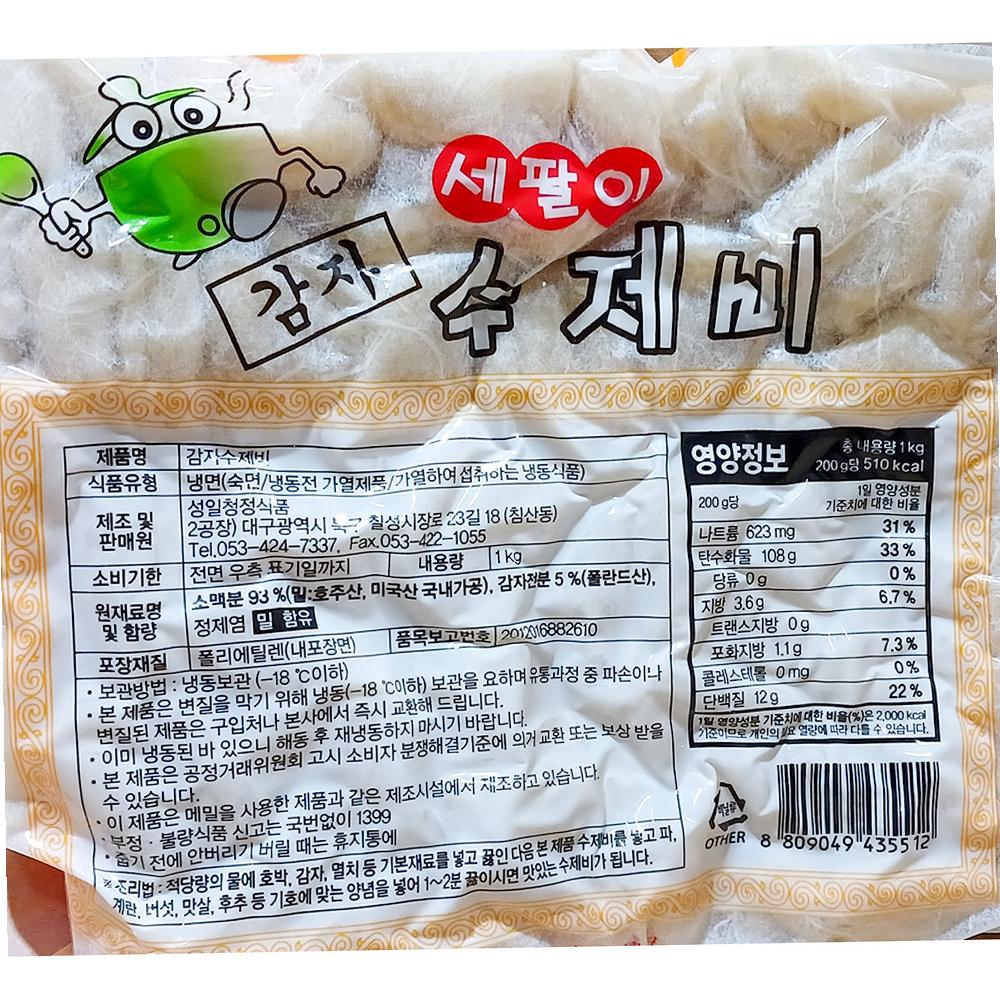 세팔이
감자 수제비
제품명 감자수제비
식품유형 냉면(숙면/냉동전 가열제품/가열하여 섭취하는 냉동식품)
제조 및 판매원 성일청정식품
2공장) 대구광역시 북구 칠성시장로 23길 18 (침산동)
Tel.053-424-7337, Fax.053-422-1055
소비기한 전면 우측 표기일까지 내용량 1kg
원재료명 및 함량 소맥분 93 %(밀:호주산, 미국산 국내가공), 감자전분 5 %(폴란드산),
정제염 밀 함유
포장재질 폴리에틸렌(내포장면) 품목보고번호 2012016882610
• 보관방법 : 냉동보관 (-18 ℃이하)
• 본 제품은 변질을 막기 위해 냉동(-18 ℃이하) 보관을 요하며 유통과정 중 파손이나
변질된 제품은 구입처나 본사에서 즉시 교환해 드립니다.
• 이미 냉동된 바 있으니 해동 후 재냉동하지 마시기 바랍니다.
• 본 제품은 공정거래위원회 고시 소비자 분쟁해결기준에 의거 교환 또는 보상 받을
수 있습니다.
• 이 제품은 메밀을 사용한 제품과 같은 제조시설에서 제조하고 있습니다.
• 부정 · 불량식품 신고는 국번없이 1399
• 줍기 전에 안버리기 버릴 때는 휴지통에
※조리법 : 적당량의 물에 호박, 감자, 멸치 등 기본재료를 넣고 끓인 다음 본 제품 수제비를 넣고 파,
계란, 버섯, 맛살, 후추 등 기호에 맞는 양념을 넣어 1~2분 끓이시면 맛있는 수제비가 됩니다.
영양정보 총 내용량 1kg
200 g당 510 kcal
200 g당 1일 영양성분
기준치에 대한 비율
나트륨 623 mg 31 %
탄수화물 108 g 33 %
당류 0 g 0 %
지방 3.6 g 6.7 %
트랜스지방 0 g
포화지방 1.1 g 7.3 %
콜레스테롤 0 mg 0 %
단백질 12 g 22 %
1일 영양성분 기준치에 대한 비율(%)은 2,000 kcal
기준이므로 개인의 필요 열량에 따라 다를 수 있습니다.
비닐류
OTHER
8 809049 435512